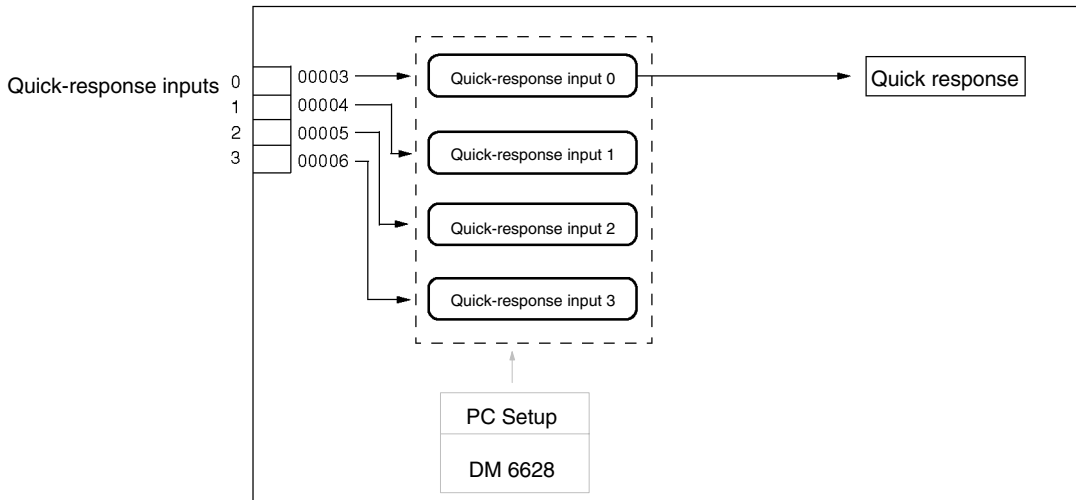 Quick-response inputs
0 00003
1 00004
2 00005
3 00006
Quick-response input 0
Quick-response input 1
Quick-response input 2
Quick-response input 3
Quick response
PC Setup
DM 6628